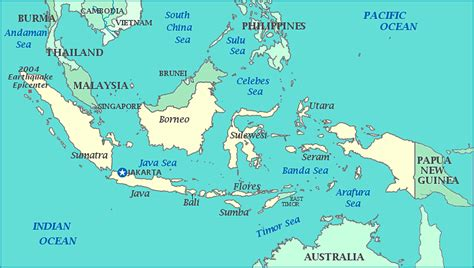 BURMA
CAMBODIA
South
China
Sea
PHILIPPINES
PACIFIC
OCEAN
Andaman
Sea
VIETNAM
Sulu
Sea
THAILAND
2004
Earthquake
Epicenter
MALAYSIA
BRUNEI
Celebes
Sea
SINGAPORE
Utara
Borneo
Sulewesi
Sumatra
Java Sea
Seram
PAPUA
NEW
GUINEA
JAKARTA
Banda Sea
Java
Bali
Flores
Arafura
Sea
Sumba
EAST
TIMOR
Timor Sea
INDIAN
OCEAN
AUSTRALIA